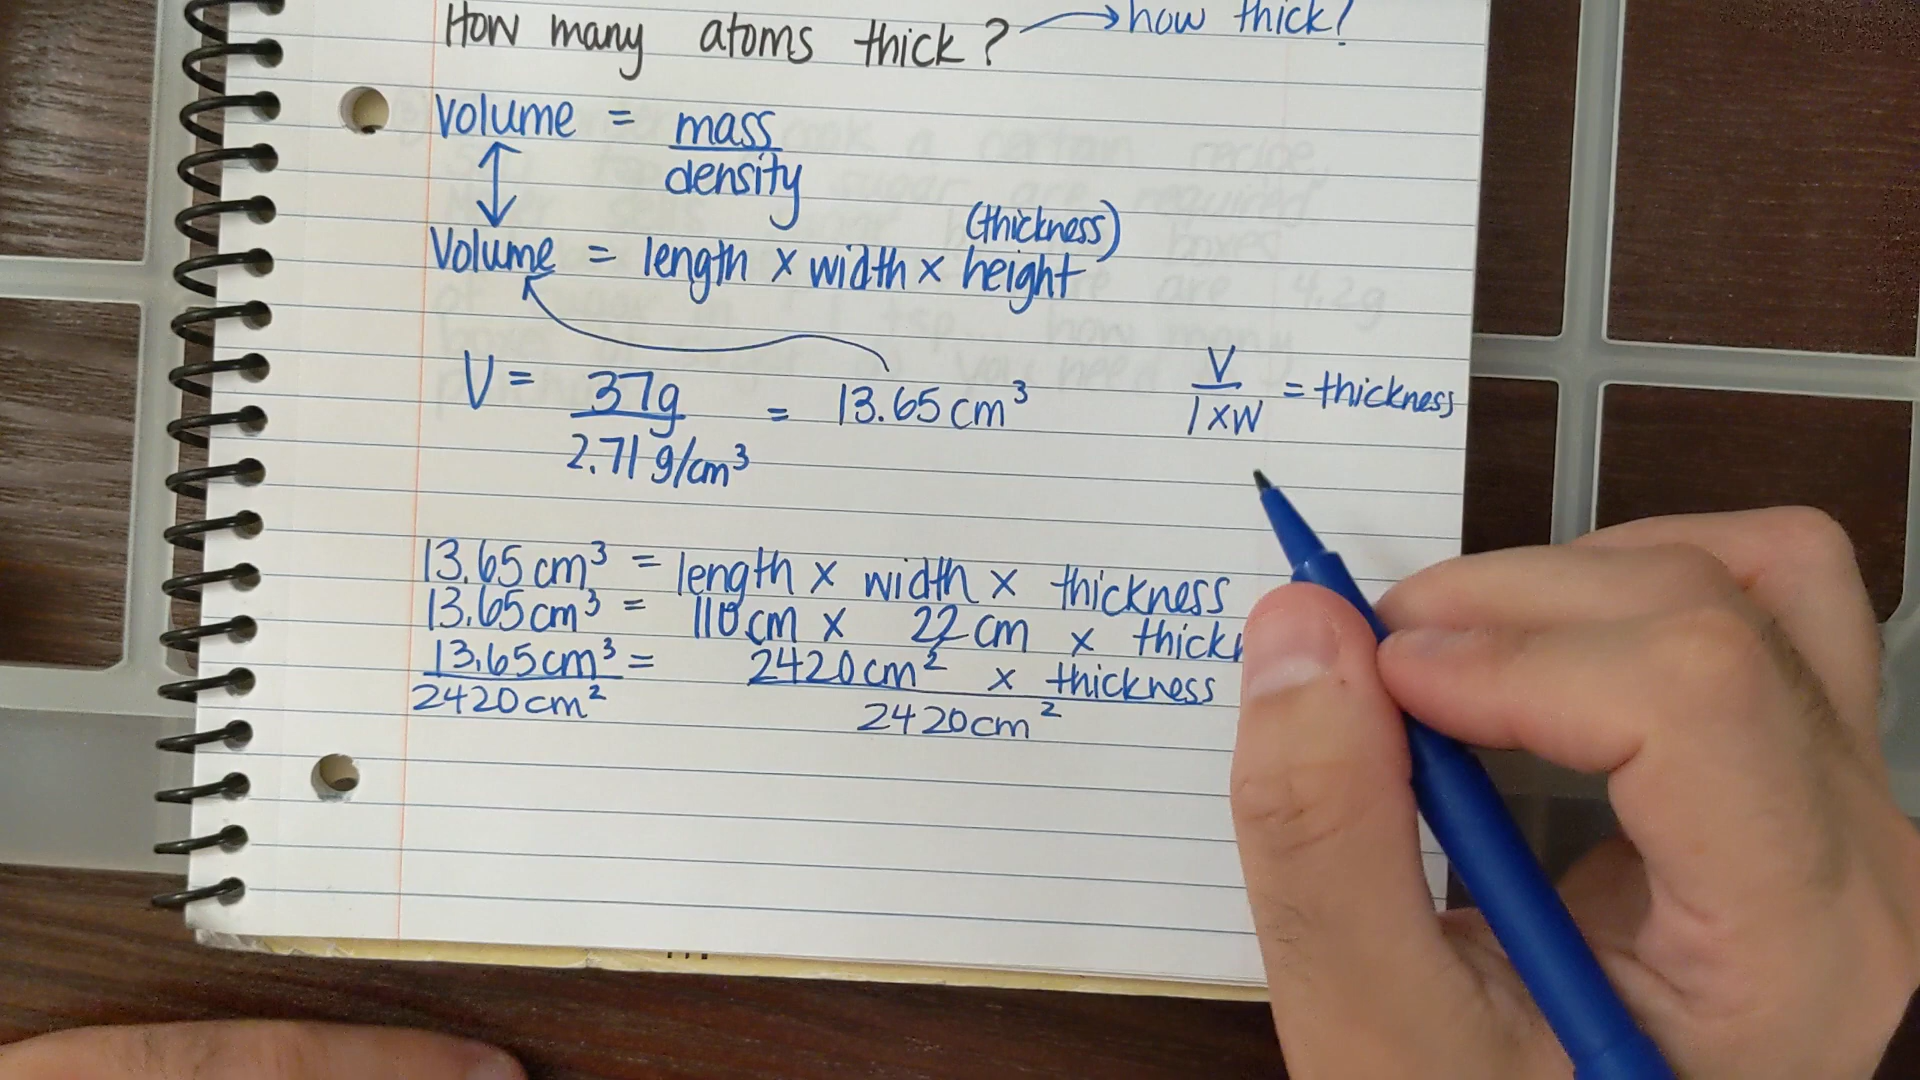 How many atoms thick? → how thick?
volume = mass
density
(thickness)
Volume = length x width x height
V = 37g = 13.65 cm³
2.71 g/cm³
V = thickness
l x w
13.65 cm³ = length x width x thickness
13.65 cm³ = 110 cm x 22 cm x thick
13.65 cm³ = 2420 cm² x thickness
2420 cm² 2420 cm²